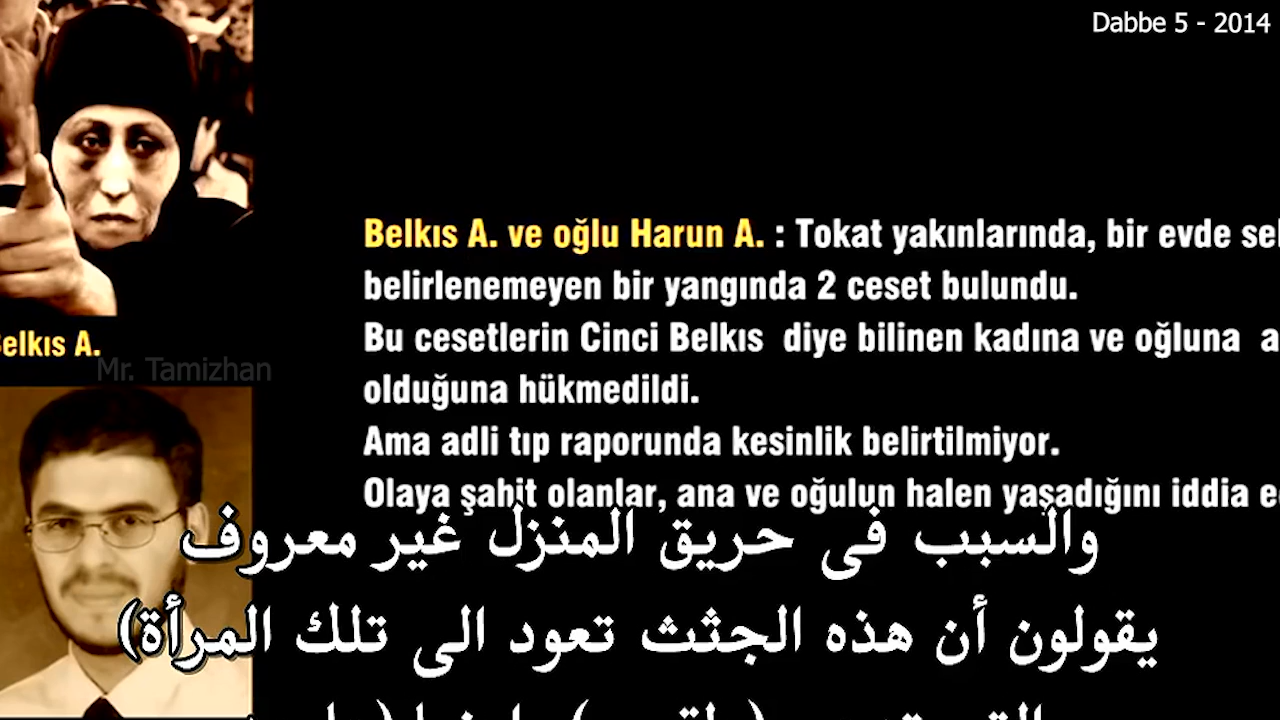 Dabbe 5 - 2014
Belkıs A. ve oğlu Harun A. : Tokat yakınlarında, bir evde
belirlenemeyen bir yangında 2 ceset bulundu.
Bu cesetlerin Cinci Belkıs diye bilinen kadına ve oğluna
olduğuna hükmedildi.
Ama adli tıp raporunda kesinlik belirtilmiyor.
Olaya şahit olanlar, ana ve oğulun halen yaşadığını iddia
elkıs A.
Mr. Tamizhan
والسبب فى حريق المنزل غير معروف
يقولون أن هذه الجثث تعود الى تلك المرأة)